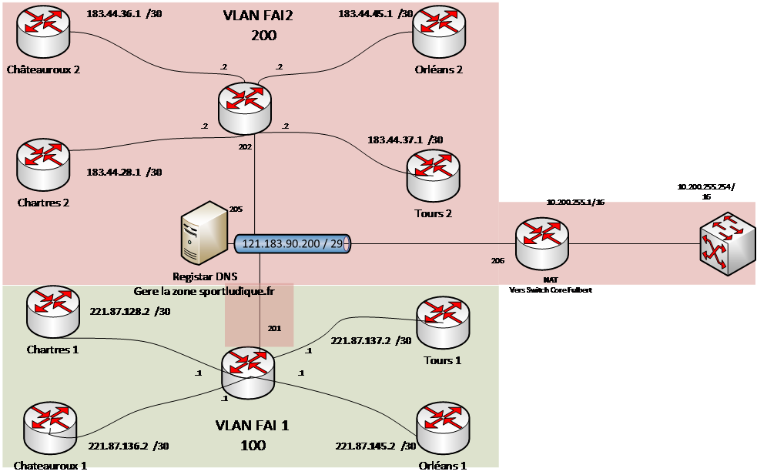 183.44.36.1 /30
VLAN FAI2
200
183.44.45.1 /30
Châteauroux 2
.2
.2
Orléans 2
.2
.2
202
183.44.37.1 /30
183.44.28.1 /30
Chartres 2
Tours 2
10.200.255.254 /
16
10.200.255.1 /16
205
121.183.90.200 / 29
206
Registar DNS
Gere la zone sportludique.fr
NAT
Vers Switch Core Fulbert
221.87.128.2 /30
201
Chartres 1
221.87.137.2 /30
Tours 1
.1
.1
.1
.1
VLAN FAI 1
100
221.87.136.2 /30
221.87.145.2 /30
Chateauroux 1
Orléans 1